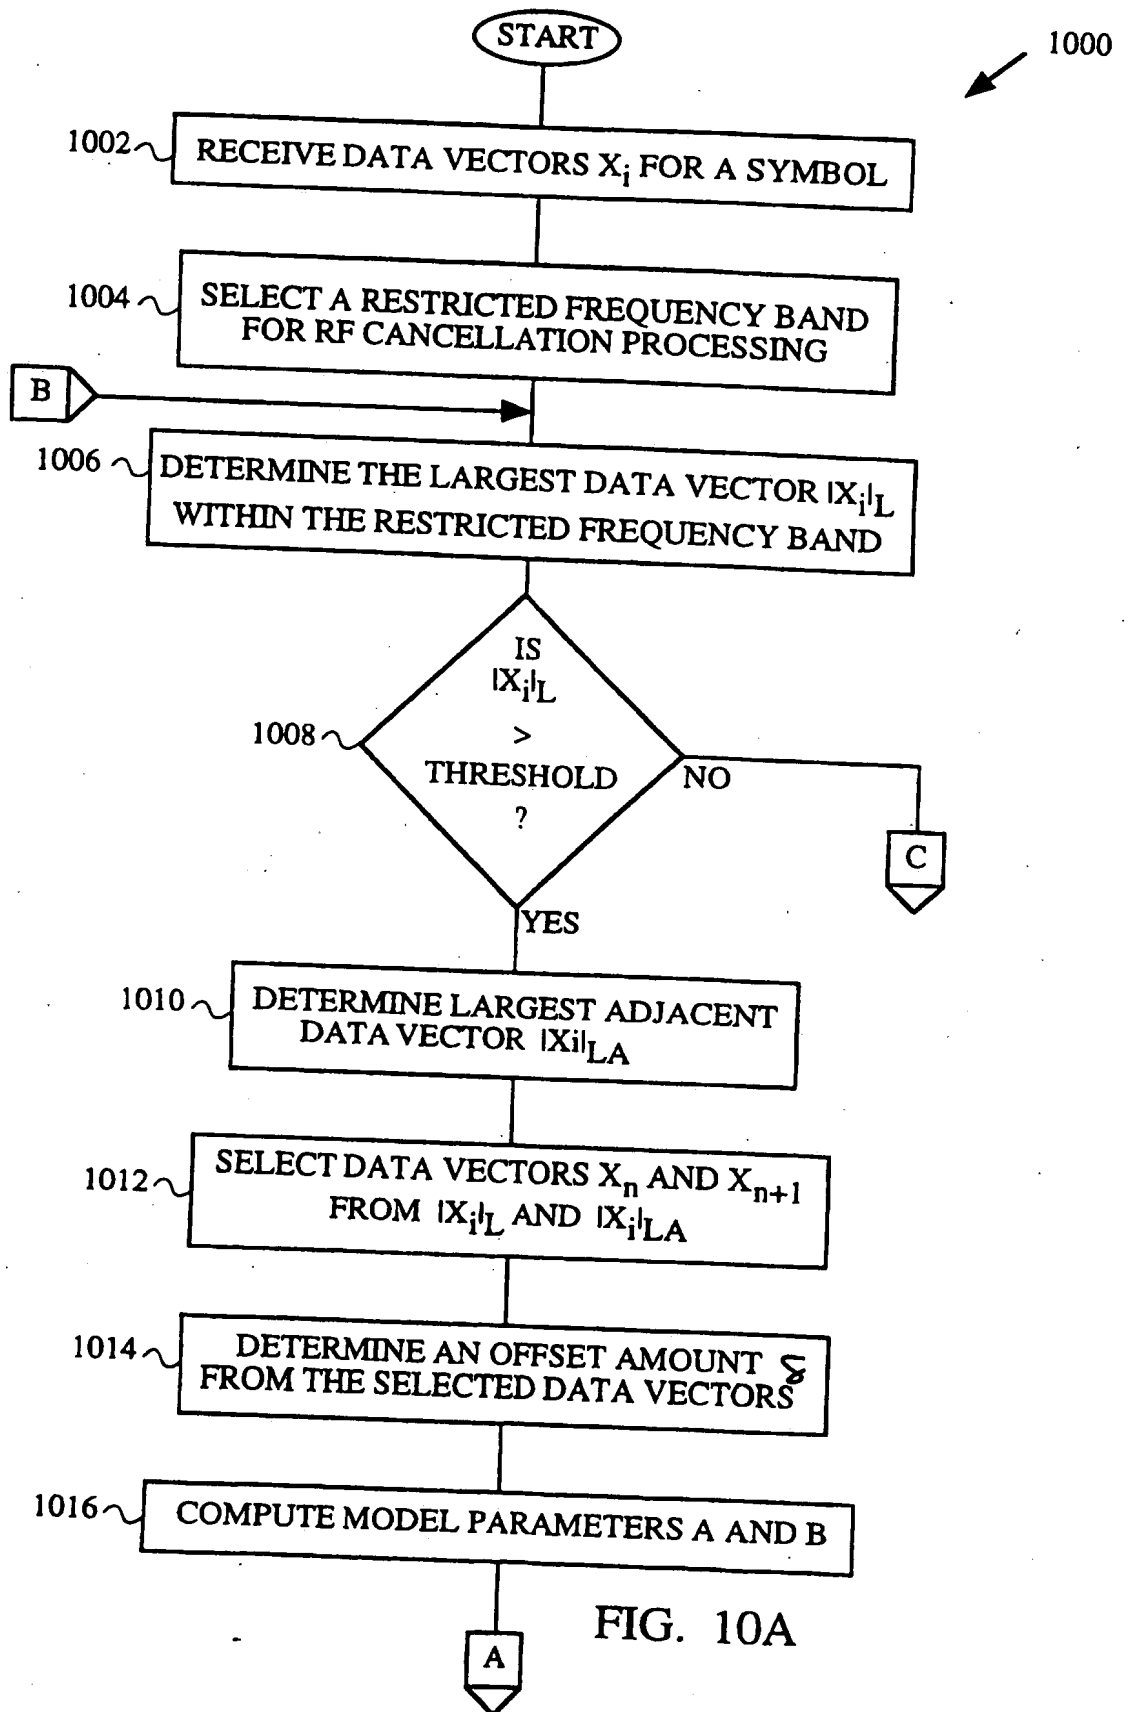 START
1000
1002
RECEIVE DATA VECTORS Xi FOR A SYMBOL
1004
SELECT A RESTRICTED FREQUENCY BAND
FOR RF CANCELLATION PROCESSING
B
1006
DETERMINE THE LARGEST DATA VECTOR |Xi|L
WITHIN THE RESTRICTED FREQUENCY BAND
IS
|Xi|L
1008
>
THRESHOLD
?
NO
C
YES
1010
DETERMINE LARGEST ADJACENT
DATA VECTOR |Xi|LA
1012
SELECT DATA VECTORS Xn AND Xn+1
FROM |Xi|L AND |Xi|LA
1014
DETERMINE AN OFFSET AMOUNT δ
FROM THE SELECTED DATA VECTORS
1016
COMPUTE MODEL PARAMETERS A AND B
FIG. 10A
A